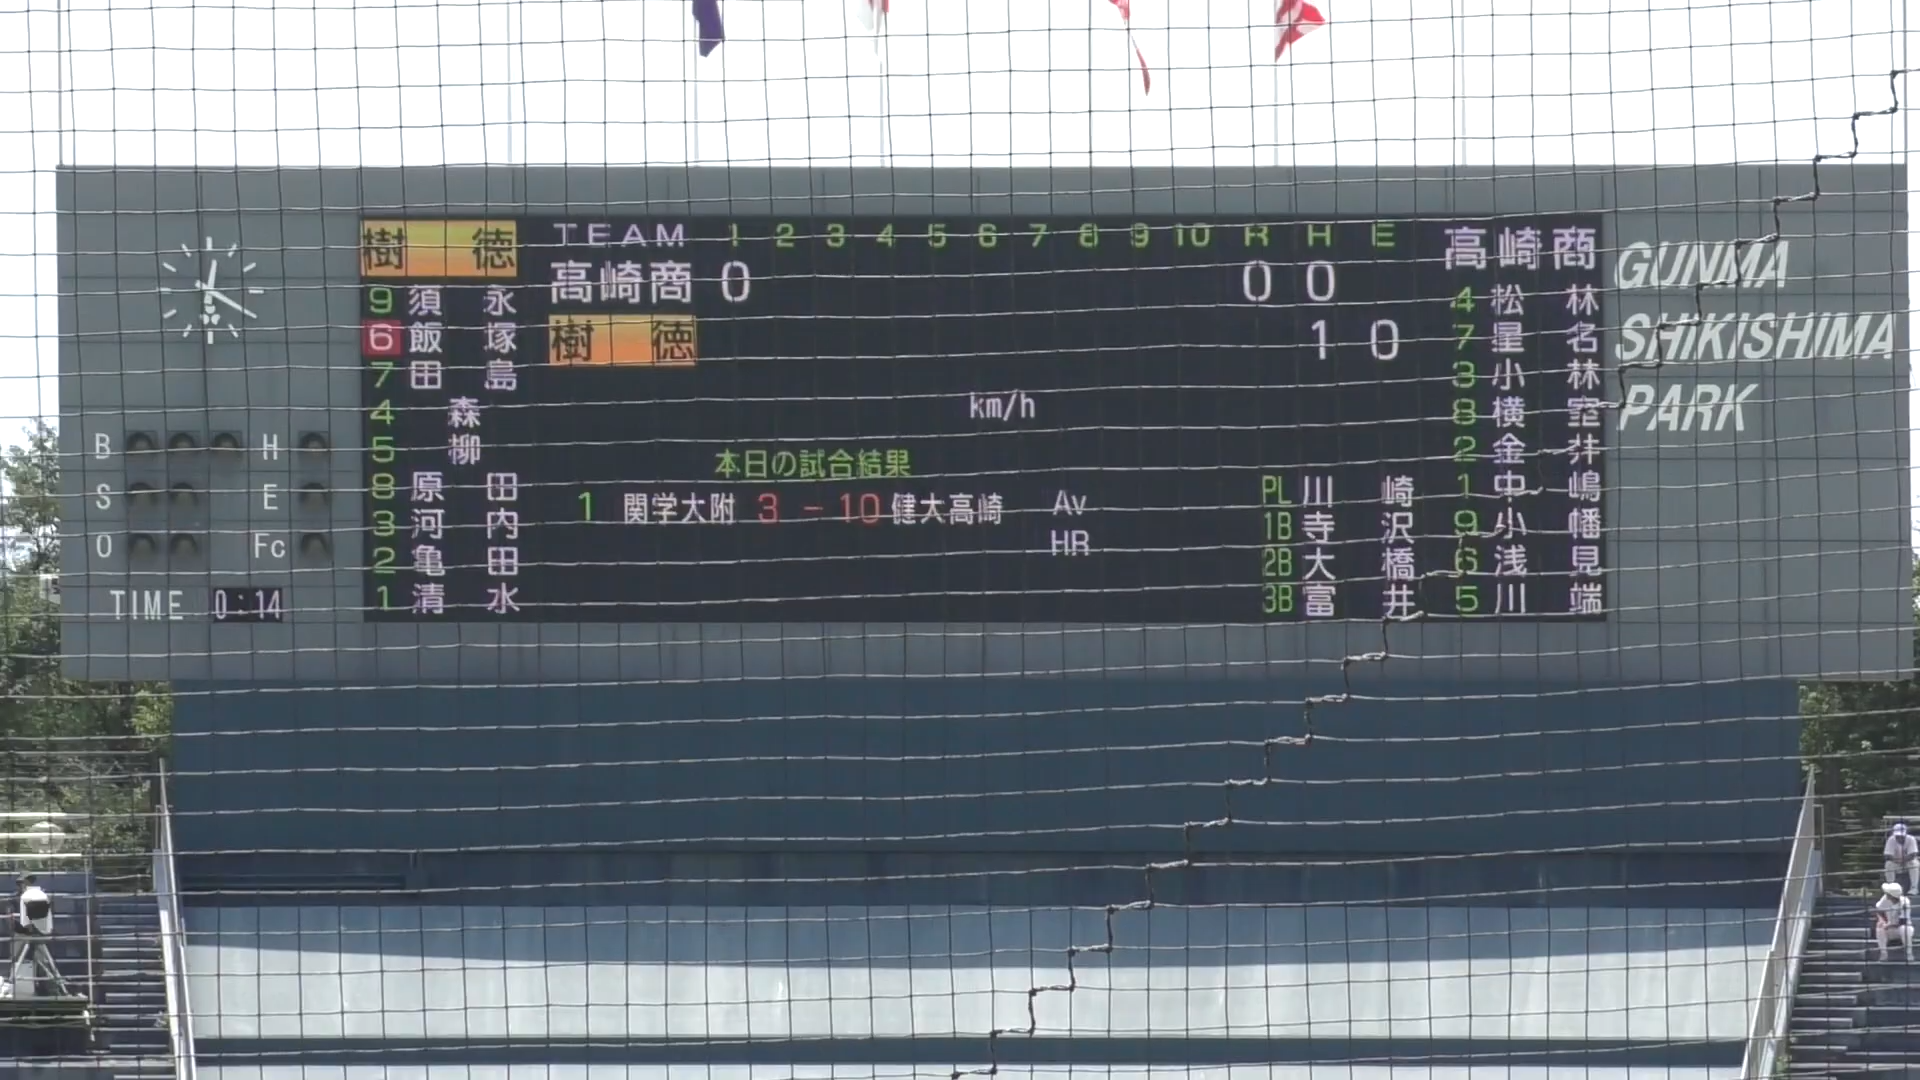 樹 徳
9 須 永
6 飯 塚
7 田 島
4 森
5 柳
8 原 田
3 河 内
2 亀 田
1 清 水
TEAM 1 2 3 4 5 6 7 8 9 10 R H E
高崎商 0 0 0
樹 徳 1 0
km/h
本日の試合結果
1 関学大附 3 - 10 健大高崎
Av
HR
PL 川 崎
1B 寺 沢
2B 大 橋
3B 富 井
高崎商
4 松 林
7 星 名
3 小 林
8 横 室
2 金 井
1 中 嶋
9 小 幡
6 浅 見
5 川 端
GUNMA
SHIKISHIMA
PARK
B H
S E
O Fc
TIME 0:14